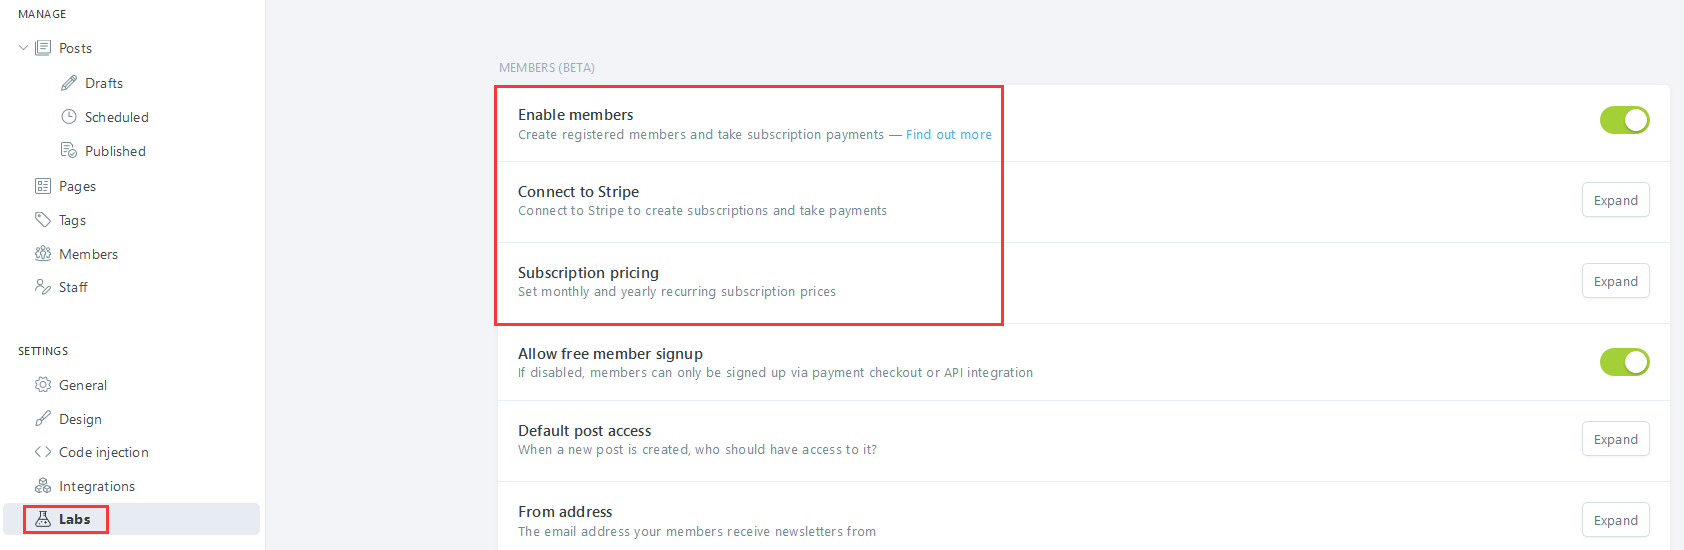 MANAGE
Posts
Drafts
Scheduled
Published
Pages
Tags
Members
Staff
SETTINGS
General
Design
Code injection
Integrations
Labs
MEMBERS (BETA)
Enable members
Create registered members and take subscription payments — Find out more
Connect to Stripe
Connect to Stripe to create subscriptions and take payments
Expand
Subscription pricing
Set monthly and yearly recurring subscription prices
Expand
Allow free member signup
If disabled, members can only be signed up via payment checkout or API integration
Default post access
When a new post is created, who should have access to it?
Expand
From address
The email address your members receive newsletters from
Expand